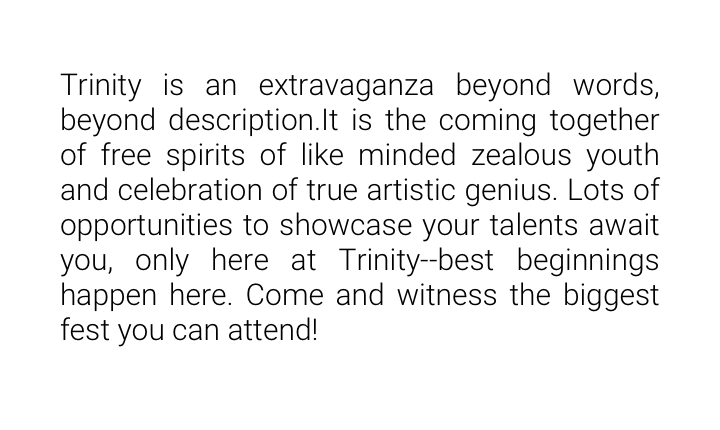 Trinity is an extravaganza beyond words,
beyond description.It is the coming together
of free spirits of like minded zealous youth
and celebration of true artistic genius. Lots of
opportunities to showcase your talents await
you, only here at Trinity--best beginnings
happen here. Come and witness the biggest
fest you can attend!